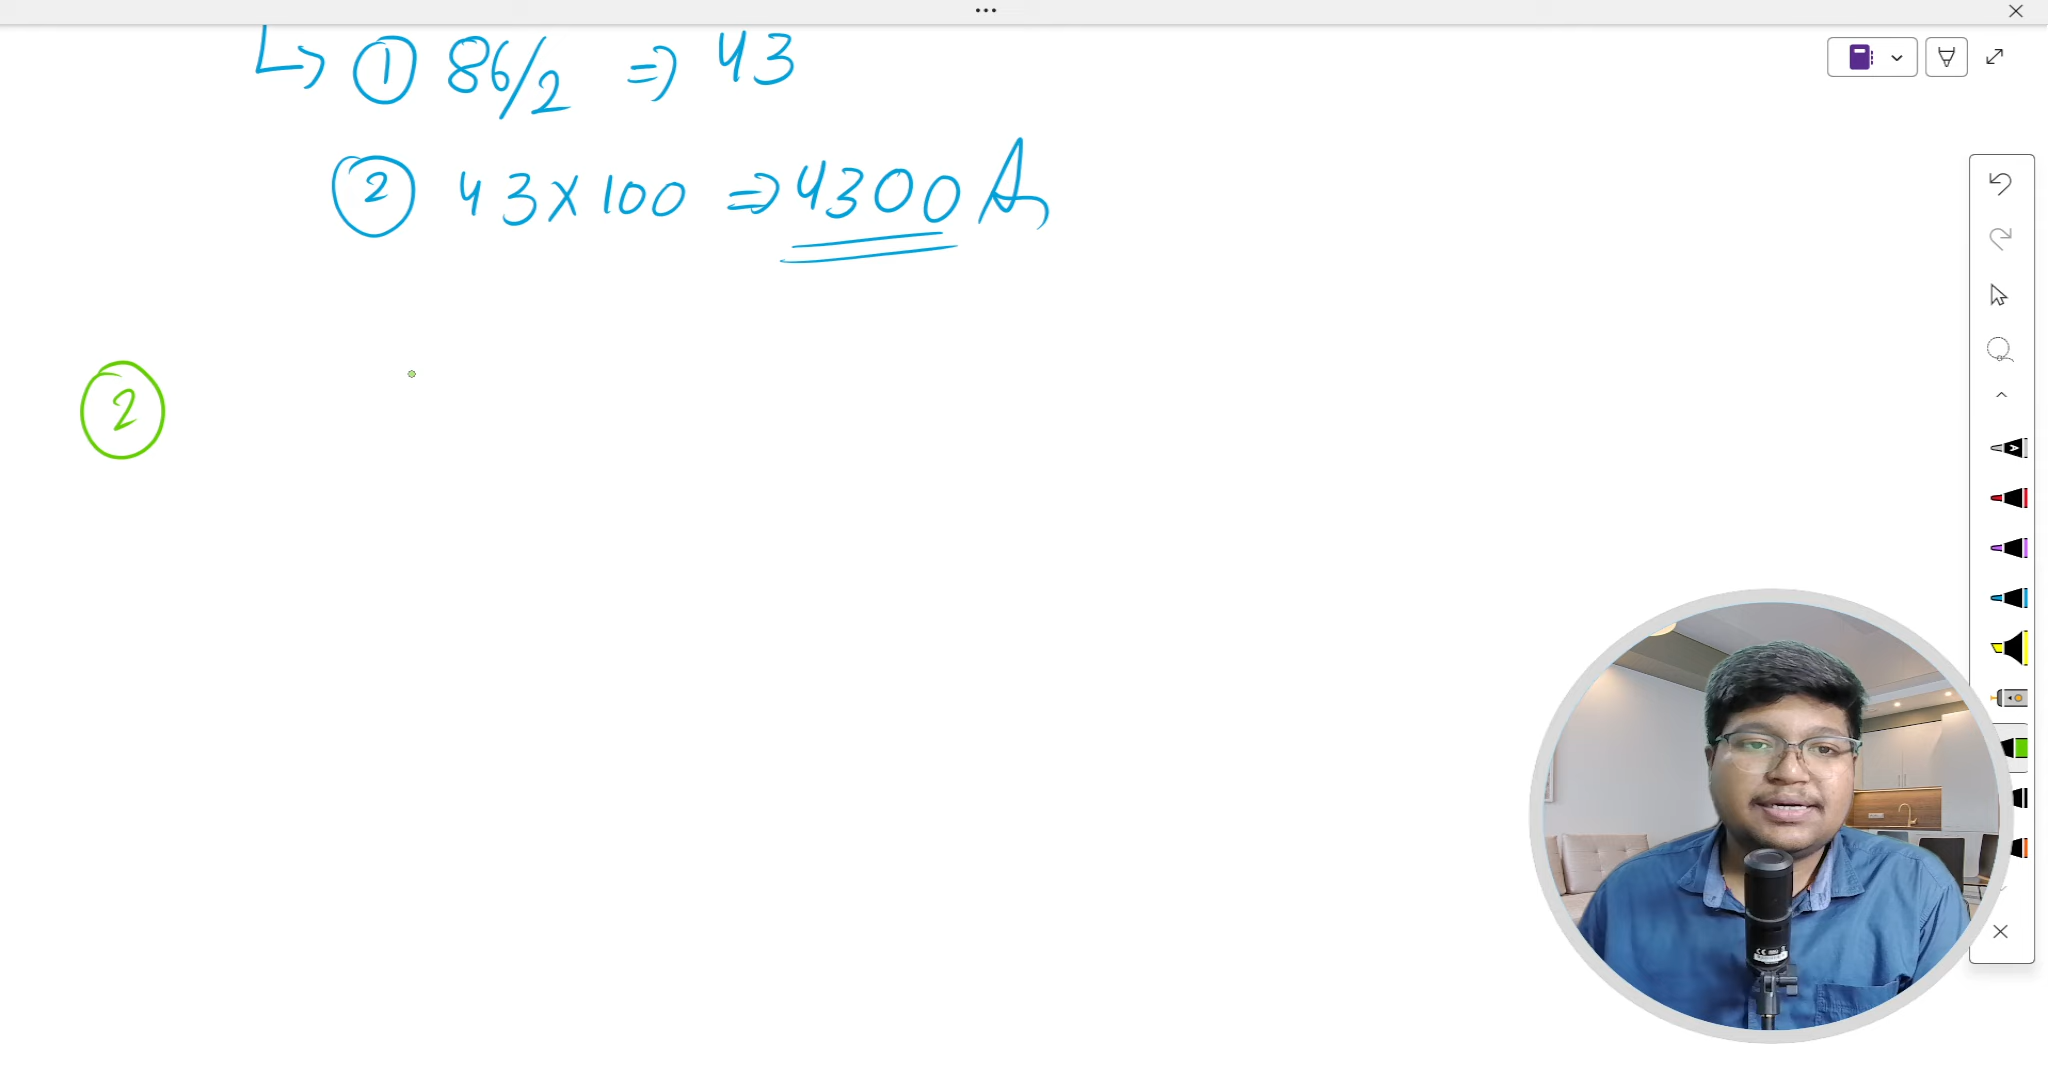 ① 86/2 => 43
② 43 x 100 => 4300 A
②